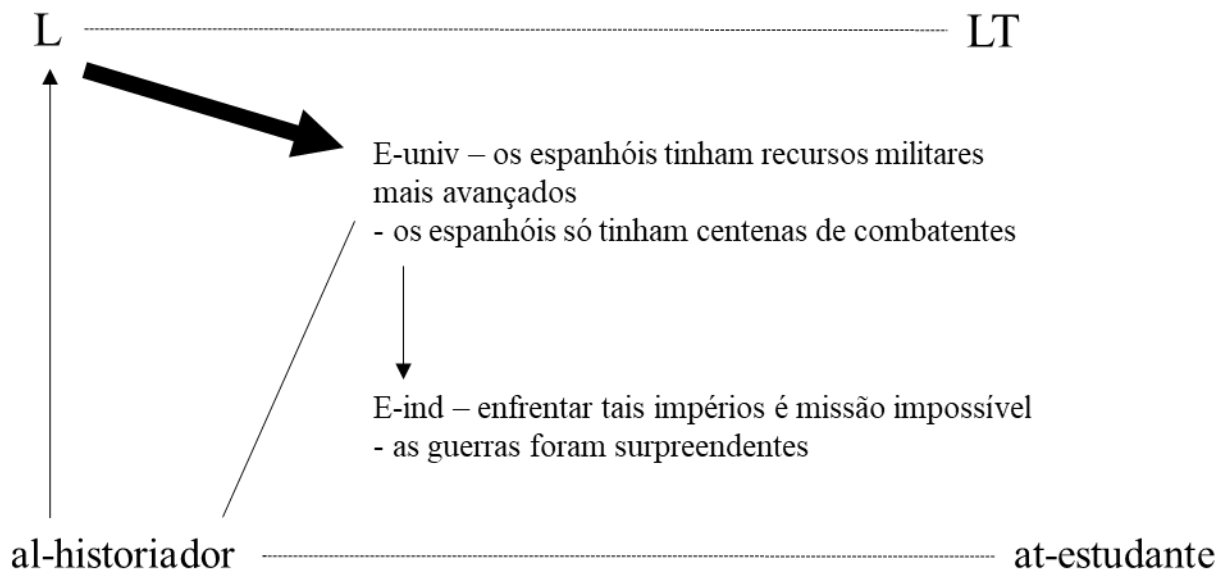 L LT
E-univ – os espanhóis tinham recursos militares
mais avançados
- os espanhóis só tinham centenas de combatentes
E-ind – enfrentar tais impérios é missão impossível
- as guerras foram surpreendentes
al-historiador at-estudante